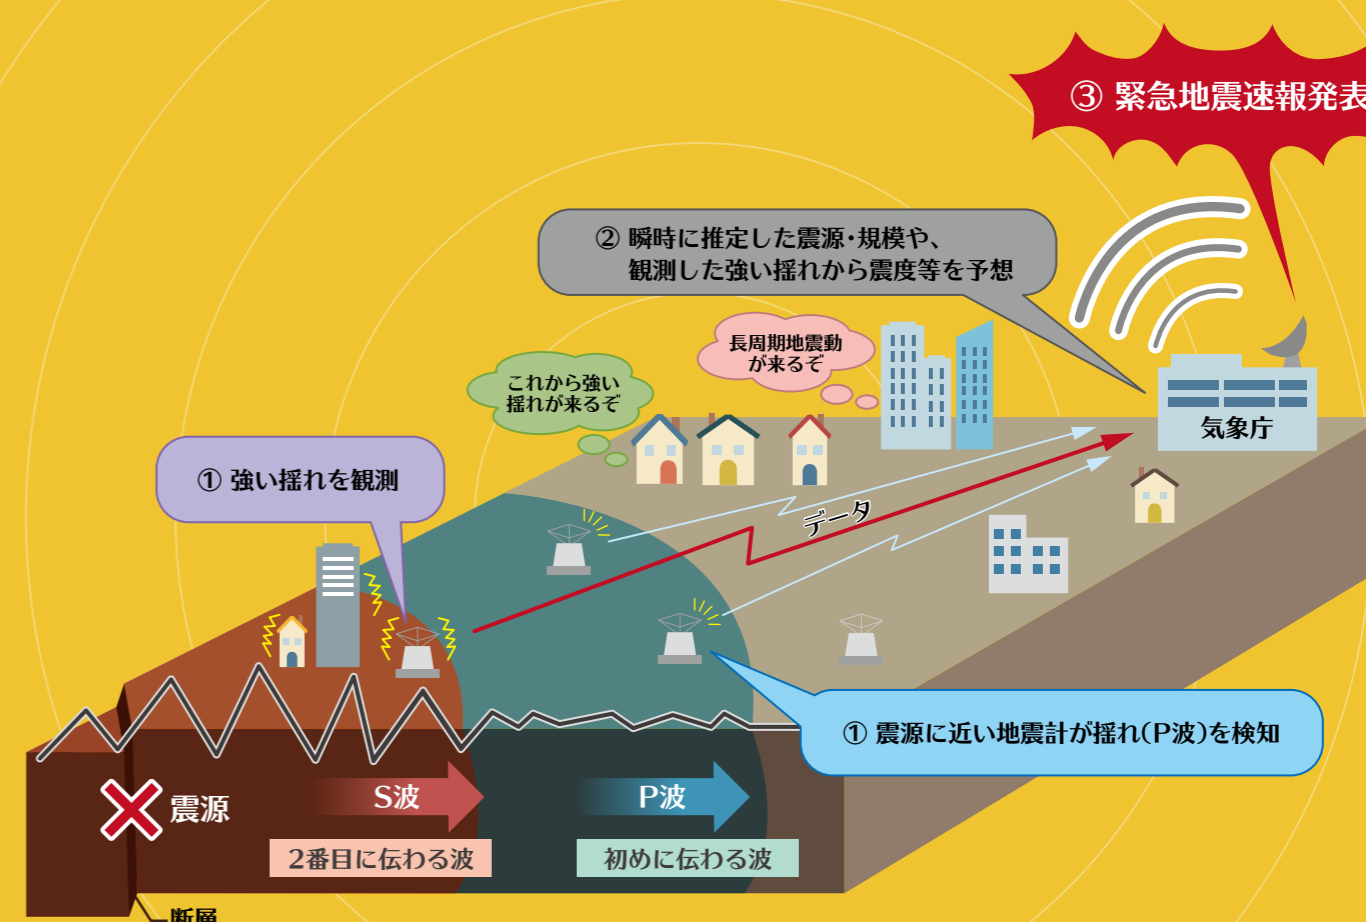 ③ 緊急地震速報発表
② 瞬時に推定した震源・規模や、
観測した強い揺れから震度等を予想
長周期地震動
が来るぞ
これから強い
揺れが来るぞ
気象庁
① 強い揺れを観測
データ
① 震源に近い地震計が揺れ(P波)を検知
震源
S波
P波
2番目に伝わる波
初めに伝わる波
断層